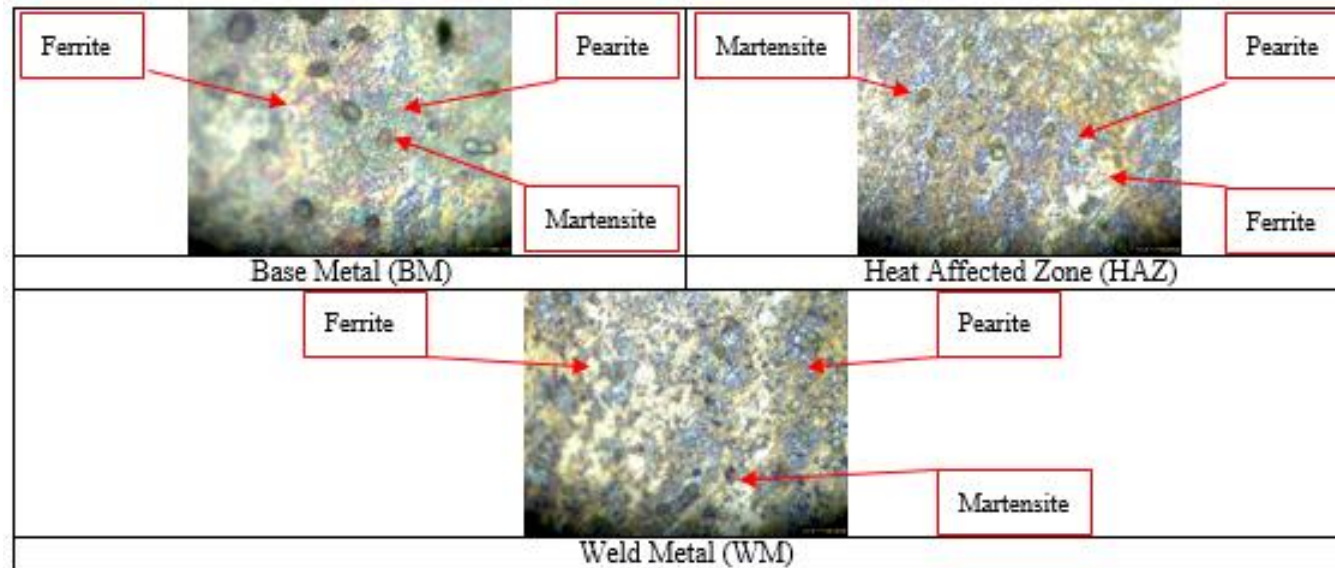 Ferrite
Pearite
Martensite
Base Metal (BM)
Martensite
Pearite
Ferrite
Heat Affected Zone (HAZ)
Ferrite
Pearite
Martensite
Weld Metal (WM)